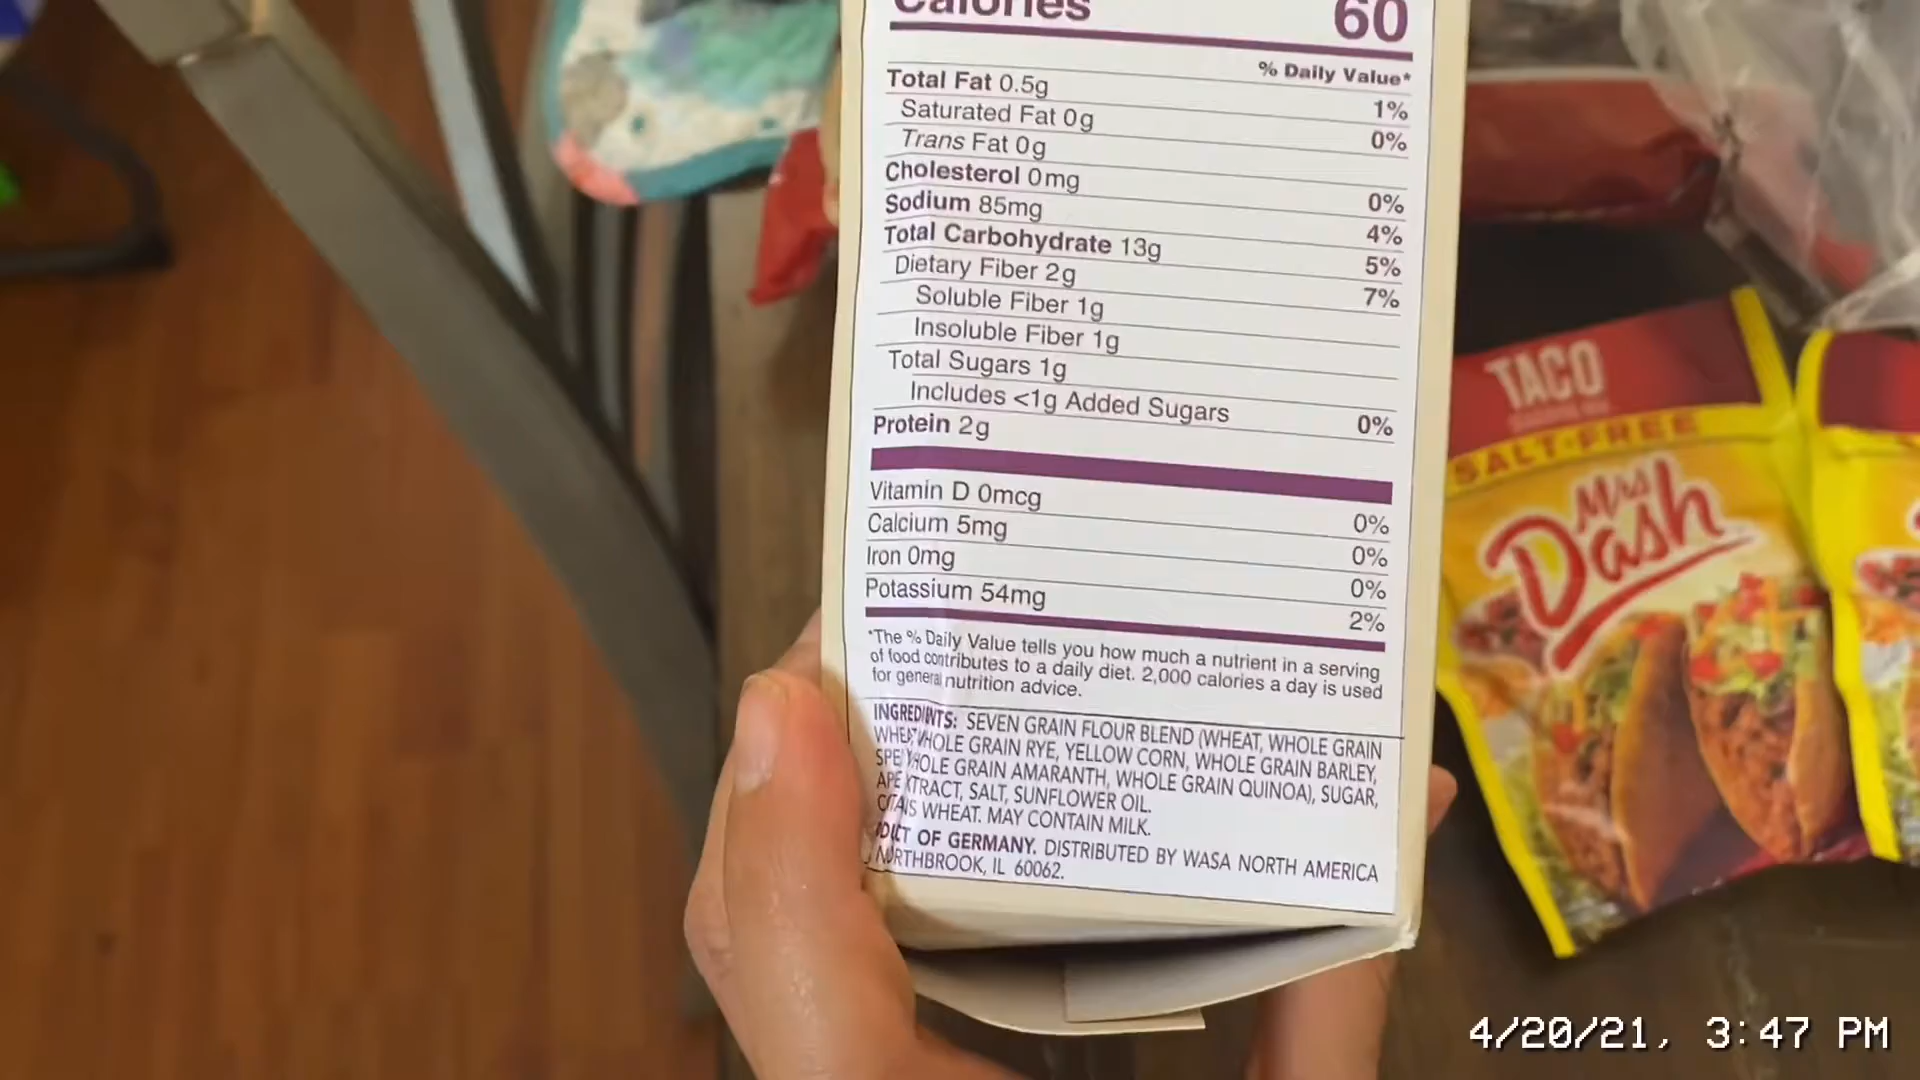 Calories 60
% Daily Value*
Total Fat 0.5g 1%
Saturated Fat 0g 0%
Trans Fat 0g
Cholesterol 0mg 0%
Sodium 85mg 4%
Total Carbohydrate 13g 5%
Dietary Fiber 2g 7%
Soluble Fiber 1g
Insoluble Fiber 1g
Total Sugars 1g
Includes <1g Added Sugars 0%
Protein 2g
Vitamin D 0mcg 0%
Calcium 5mg 0%
Iron 0mg 0%
Potassium 54mg 2%
*The % Daily Value tells you how much a nutrient in a serving
of food contributes to a daily diet. 2,000 calories a day is used
for general nutrition advice.
INGREDIENTS: SEVEN GRAIN FLOUR BLEND (WHEAT, WHOLE GRAIN
WHOLE GRAIN RYE, YELLOW CORN, WHOLE GRAIN BARLEY,
WHOLE GRAIN AMARANTH, WHOLE GRAIN QUINOA), SUGAR,
SALT, SUNFLOWER OIL.
WHEAT. MAY CONTAIN MILK.
OF GERMANY. DISTRIBUTED BY WASA NORTH AMERICA
NORTHBROOK, IL 60062.
TACO
SALT-FREE
Mrs
Dash
4/20/21, 3:47 PM